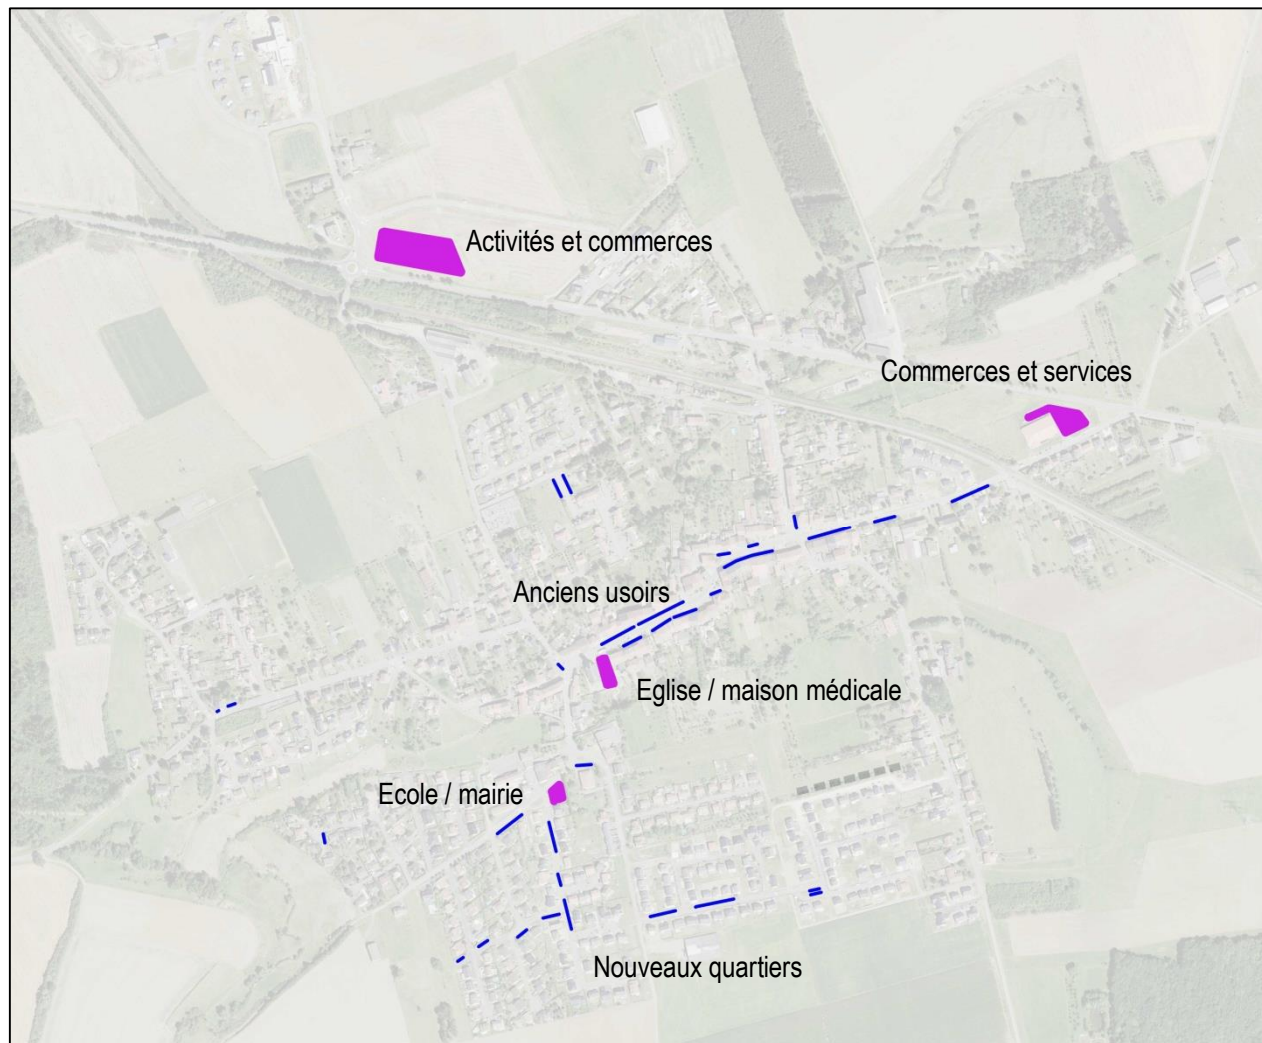 Activités et commerces
Commerces et services
Anciens usoirs
Eglise / maison médicale
Ecole / mairie
Nouveaux quartiers